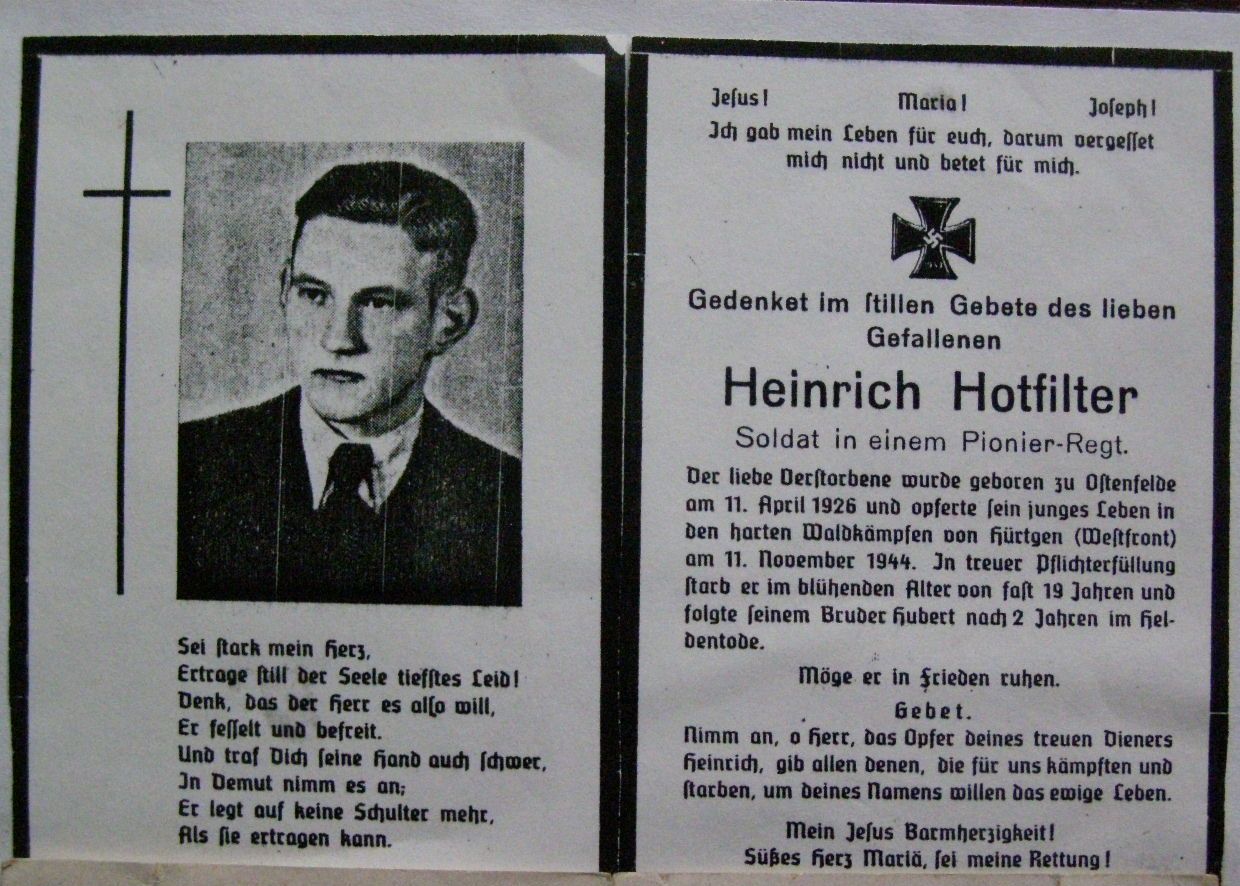 Sei stark mein Herz,
Ertrage still der Seele tiefstes Leid!
Denk, das der Herr es also will,
Er fesselt und befreit.
Und traf Dich seine Hand auch schwer,
In Demut nimm es an;
Er legt auf keine Schulter mehr,
Als sie ertragen kann.
Jesus! Maria! Joseph!
Ich gab mein Leben für euch, darum vergesset
mich nicht und betet für mich.
Gedenket im stillen Gebete des lieben
Gefallenen
Heinrich Hotfilter
Soldat in einem Pionier-Regt.
Der liebe Verstorbene wurde geboren zu Ostenfelde
am 11. April 1926 und opferte sein junges Leben in
den harten Waldkämpfen von Hürtgen (Westfront)
am 11. November 1944. In treuer Pflichterfüllung
starb er im blühenden Alter von fast 19 Jahren und
folgte seinem Bruder Hubert nach 2 Jahren im Hel-
dentode.
Möge er in Frieden ruhen.
Gebet.
Nimm an, o Herr, das Opfer deines treuen Dieners
Heinrich, gib allen denen, die für uns kämpften und
starben, um deines Namens willen das ewige Leben.
Mein Jesus Barmherzigkeit!
Süßes Herz Mariä, sei meine Rettung!